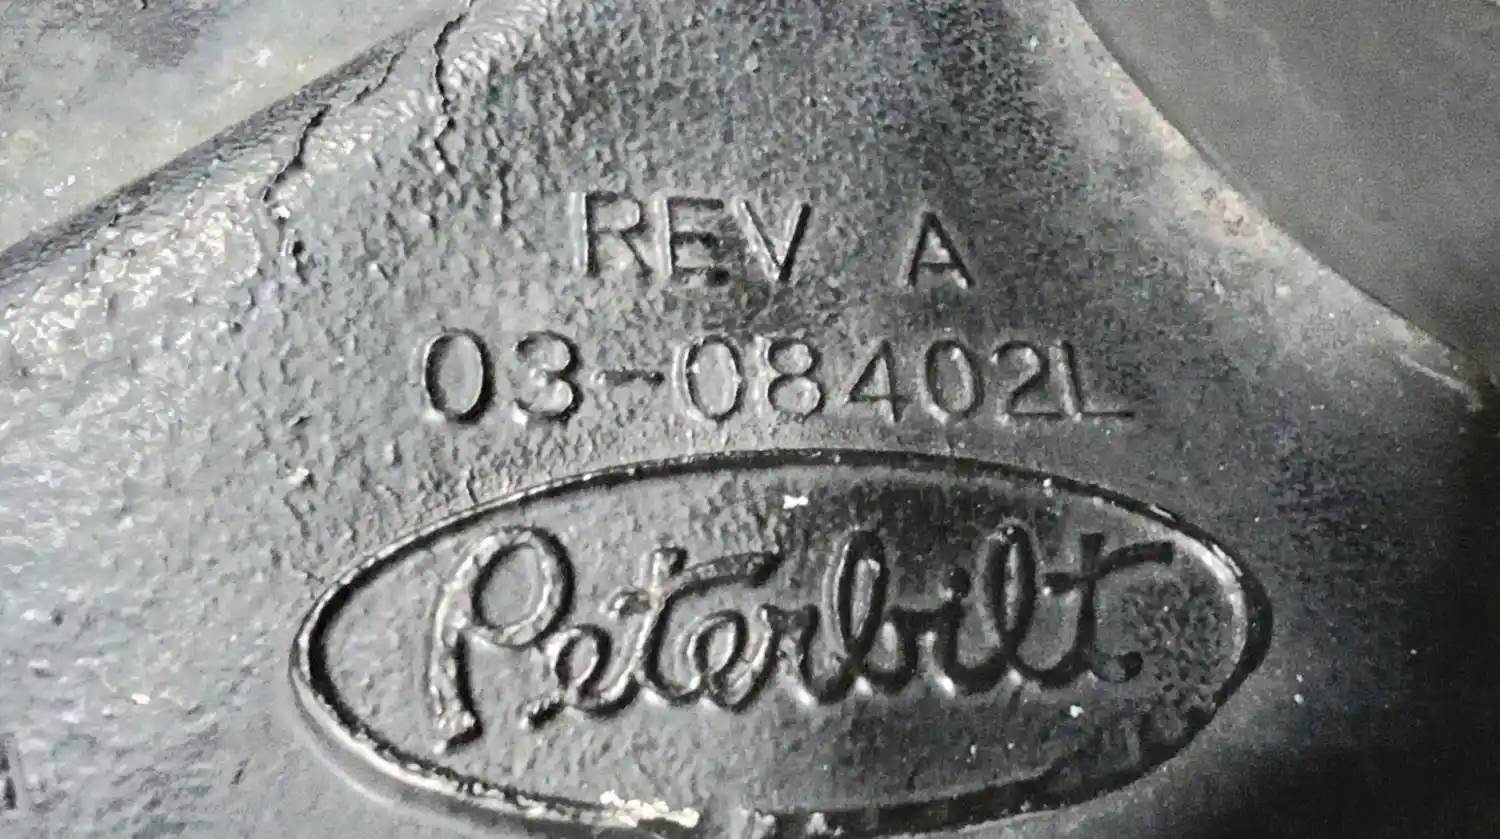 REV A
03-08402L
Peterbilt